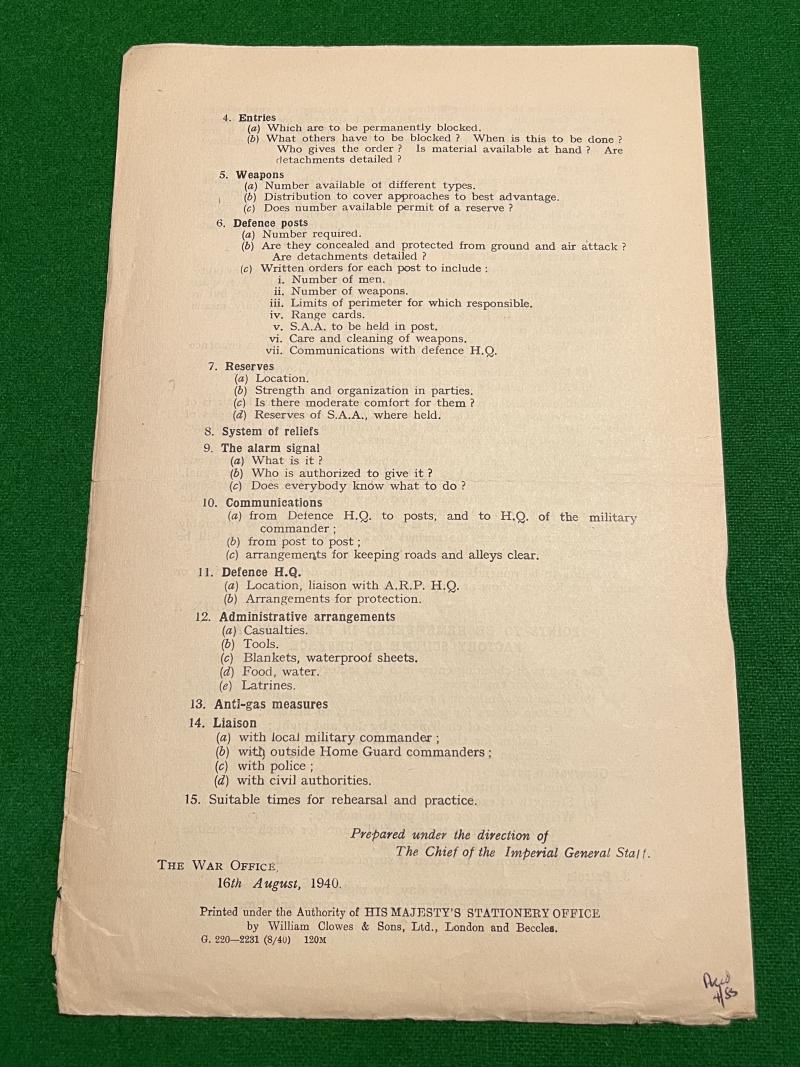 4. Entries
(a) Which are to be permanently blocked.
(b) What others have to be blocked ? When is this to be done ?
Who gives the order ? Is material available at hand ? Are
detachments detailed ?
5. Weapons
(a) Number available of different types.
(b) Distribution to cover approaches to best advantage.
(c) Does number available permit of a reserve ?
6. Defence posts
(a) Number required.
(b) Are they concealed and protected from ground and air attack ?
Are detachments detailed ?
(c) Written orders for each post to include :
i. Number of men.
ii. Number of weapons.
iii. Limits of perimeter for which responsible.
iv. Range cards.
v. S.A.A. to be held in post.
vi. Care and cleaning of weapons.
vii. Communications with defence H.Q.
7. Reserves
(a) Location.
(b) Strength and organization in parties.
(c) Is there moderate comfort for them ?
(d) Reserves of S.A.A., where held.
8. System of reliefs
9. The alarm signal
(a) What is it ?
(b) Who is authorized to give it ?
(c) Does everybody know what to do ?
10. Communications
(a) from Defence H.Q. to posts, and to H.Q. of the military
commander ;
(b) from post to post ;
(c) arrangements for keeping roads and alleys clear.
11. Defence H.Q.
(a) Location, liaison with A.R.P. H.Q.
(b) Arrangements for protection.
12. Administrative arrangements
(a) Casualties.
(b) Tools.
(c) Blankets, waterproof sheets.
(d) Food, water.
(e) Latrines.
13. Anti-gas measures
14. Liaison
(a) with local military commander ;
(b) with outside Home Guard commanders ;
(c) with police ;
(d) with civil authorities.
15. Suitable times for rehearsal and practice.
Prepared under the direction of
The Chief of the Imperial General Staff.
THE WAR OFFICE,
16th August, 1940.
Printed under the Authority of HIS MAJESTY'S STATIONERY OFFICE
by William Clowes & Sons, Ltd., London and Beccles.
G. 220—2231 (8/40) 120M